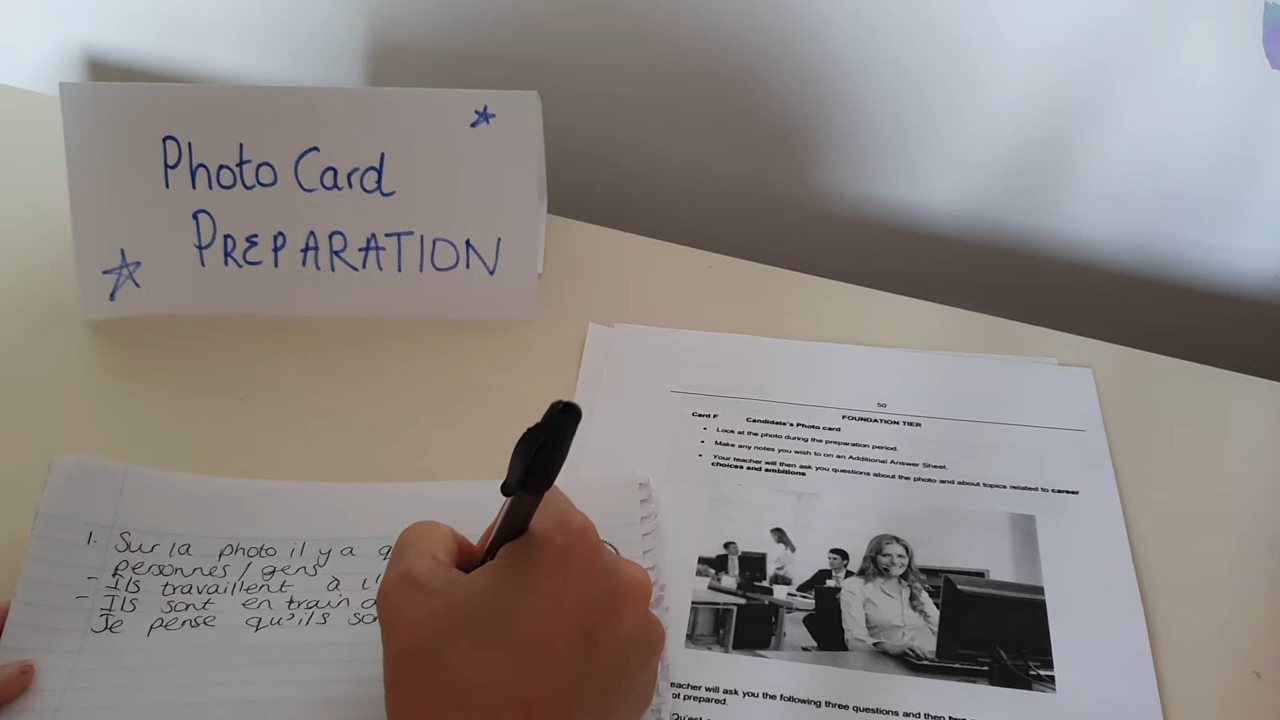 Photo Card
PREPARATION
50
FOUNDATION TIER
Card F Candidate's Photo card
• Look at the photo during the preparation period.
• Make any notes you wish to on an Additional Answer Sheet.
• Your teacher will then ask you questions about the photo and about topics related to career
choices and ambitions
eacher will ask you the following three questions and then two
ot prepared.
1. Sur la photo il y a q
personnes / gens
- Ils travaillent à l'
- Ils sont en train d
Je pense qu'ils so